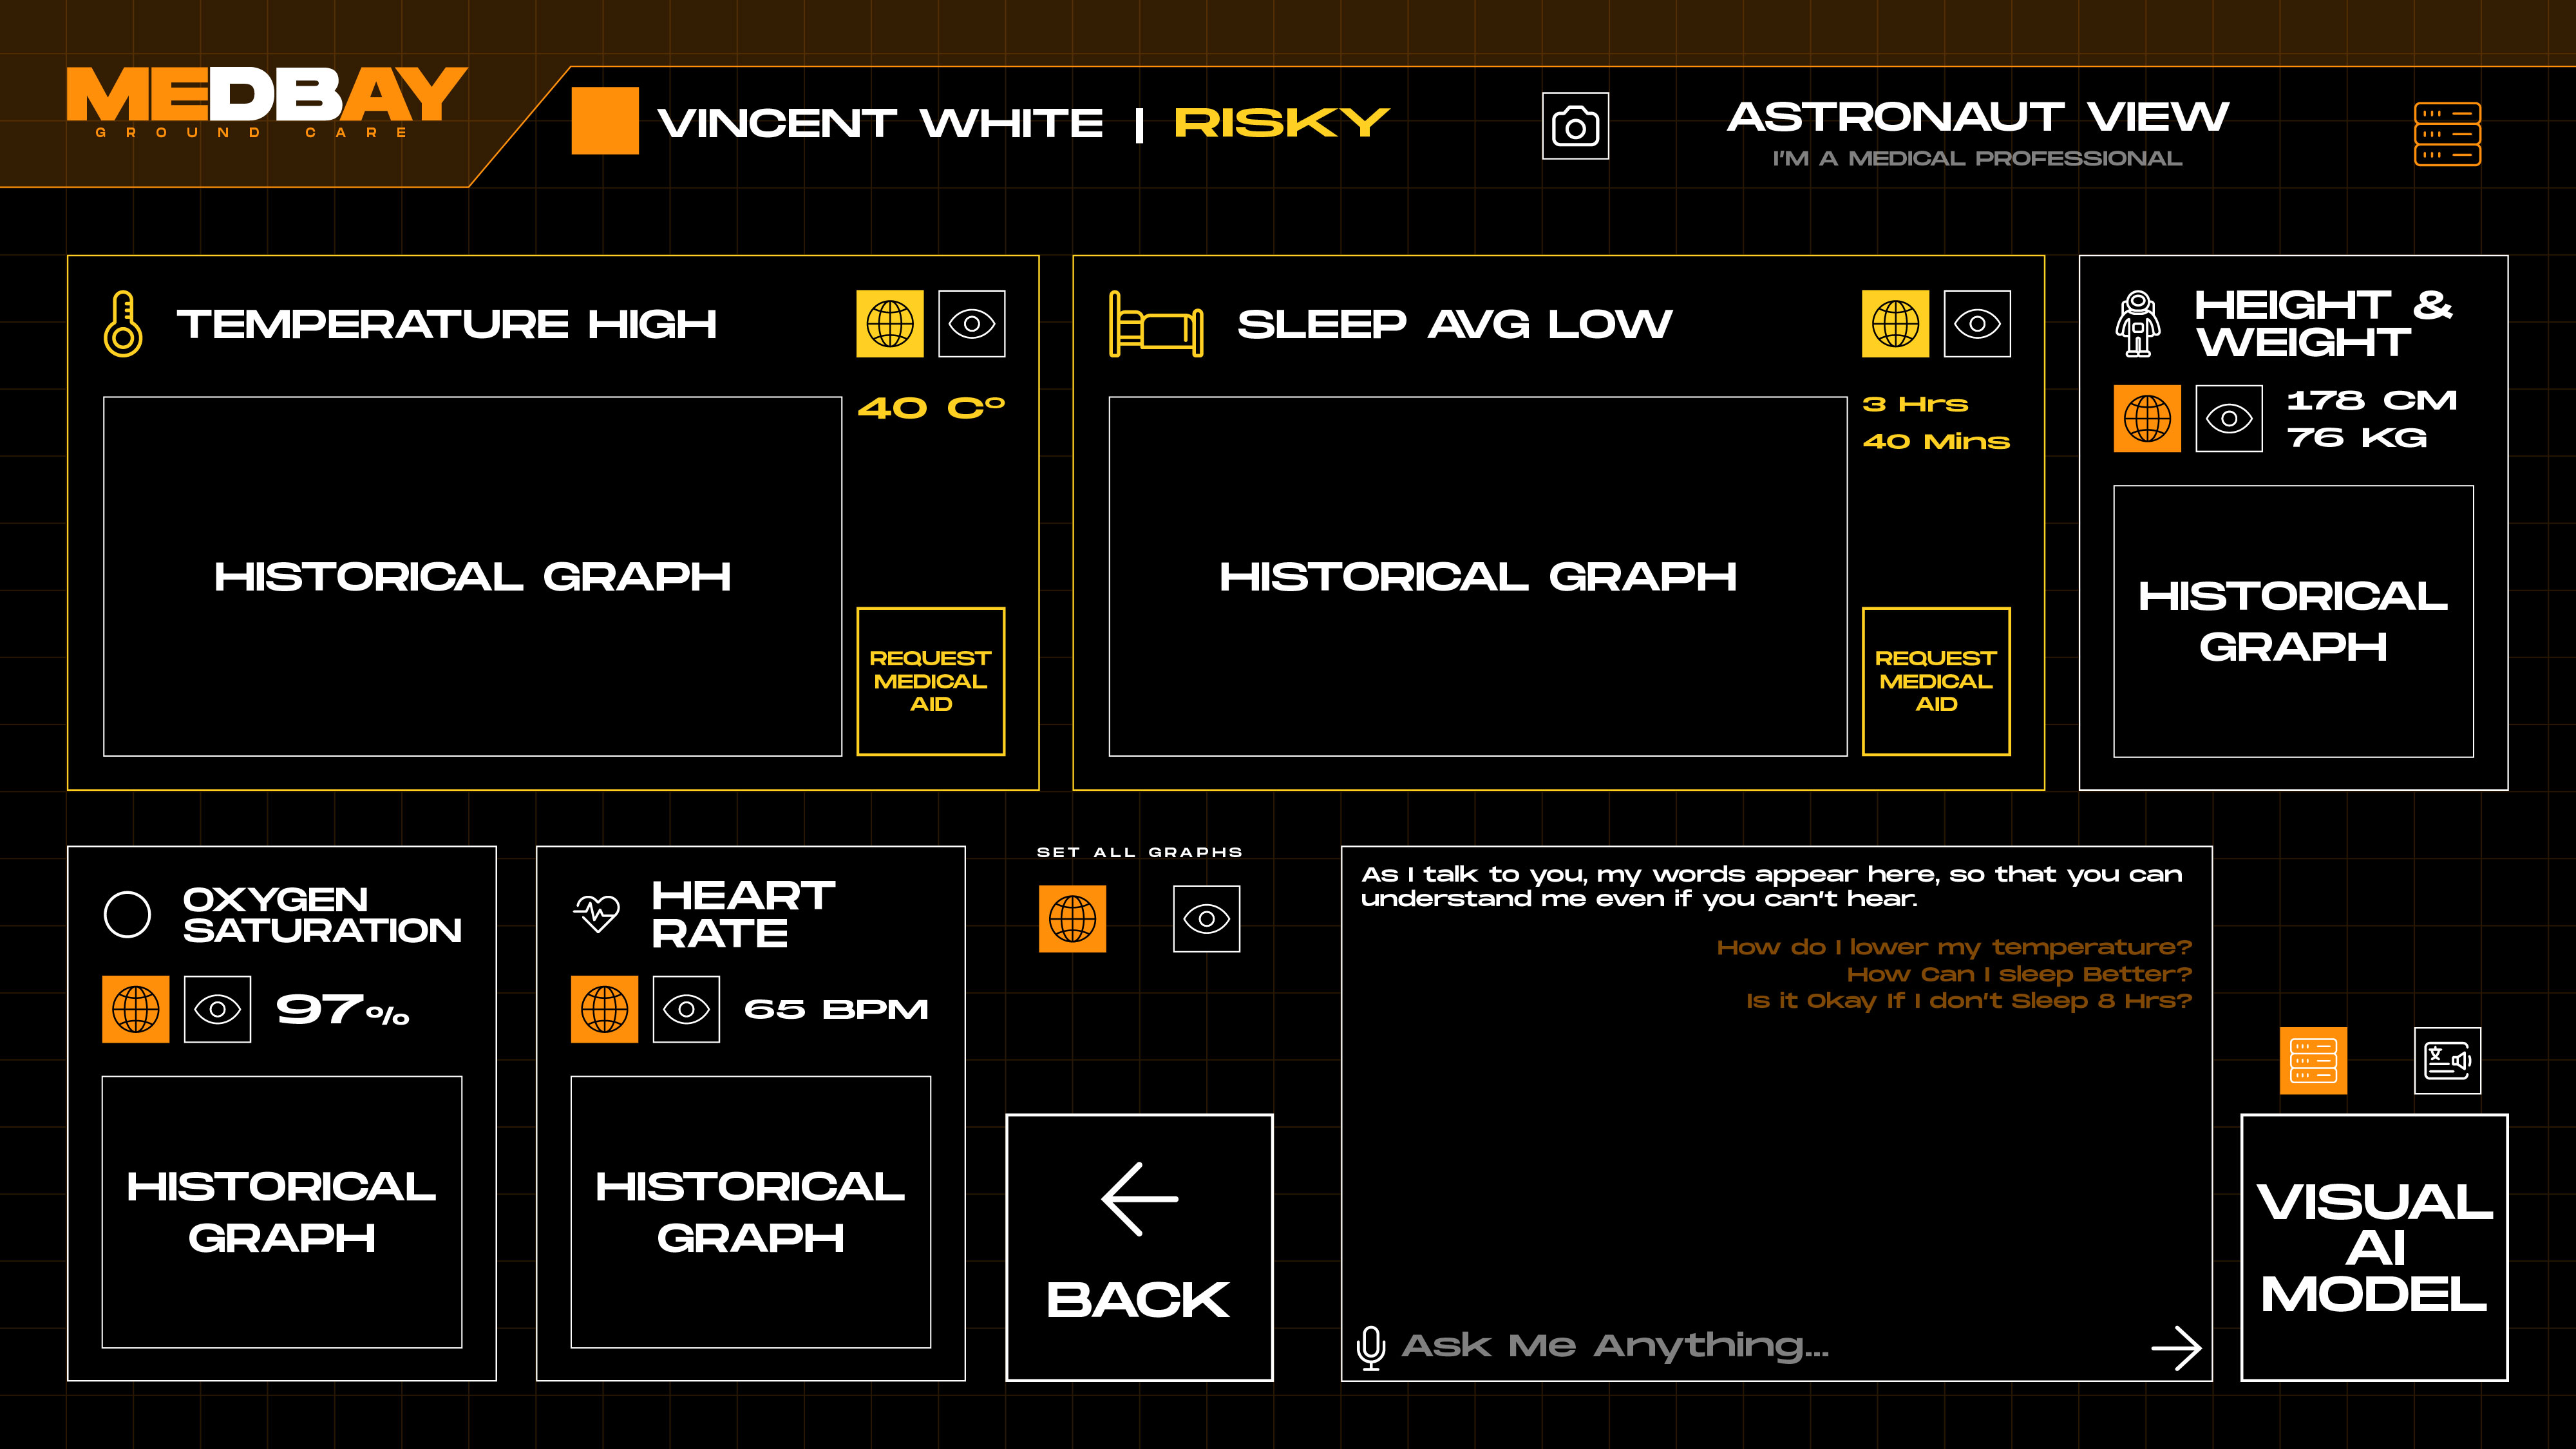 MEDBAY
GROUND CARE
VINCENT WHITE | RISKY
ASTRONAUT VIEW
I'M A MEDICAL PROFESSIONAL
TEMPERATURE HIGH
40 Cº
HISTORICAL GRAPH
REQUEST
MEDICAL
AID
SLEEP AVG LOW
3 Hrs
40 Mins
HISTORICAL GRAPH
REQUEST
MEDICAL
AID
HEIGHT &
WEIGHT
178 CM
76 KG
HISTORICAL
GRAPH
OXYGEN
SATURATION
97%
HISTORICAL
GRAPH
HEART
RATE
65 BPM
HISTORICAL
GRAPH
SET ALL GRAPHS
BACK
As I talk to you, my words appear here, so that you can
understand me even if you can't hear.
How do I lower my temperature?
How Can I sleep Better?
Is it Okay If I don't Sleep 8 Hrs?
Ask Me Anything...
VISUAL
AI
MODEL